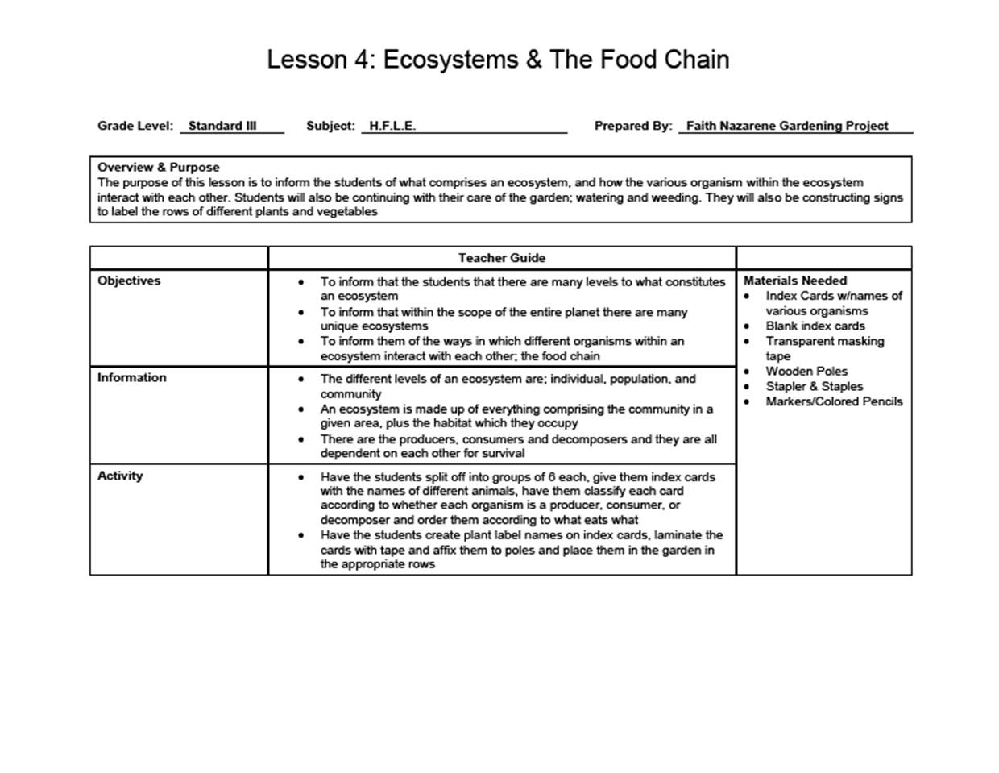 Lesson 4: Ecosystems & The Food Chain
Grade Level: Standard III Subject: H.F.L.E. Prepared By: Faith Nazarene Gardening Project
Overview & Purpose
The purpose of this lesson is to inform the students of what comprises an ecosystem, and how the various organism within the ecosystem
interact with each other. Students will also be continuing with their care of the garden; watering and weeding. They will also be constructing signs
to label the rows of different plants and vegetables
Teacher Guide
Objectives
• To inform that the students that there are many levels to what constitutes
an ecosystem
• To inform that within the scope of the entire planet there are many
unique ecosystems
• To inform them of the ways in which different organisms within an
ecosystem interact with each other; the food chain
Materials Needed
• Index Cards w/names of
various organisms
• Blank index cards
• Transparent masking
tape
• Wooden Poles
• Stapler & Staples
• Markers/Colored Pencils
Information
• The different levels of an ecosystem are; individual, population, and
community
• An ecosystem is made up of everything comprising the community in a
given area, plus the habitat which they occupy
• There are the producers, consumers and decomposers and they are all
dependent on each other for survival
Activity
• Have the students split off into groups of 6 each, give them index cards
with the names of different animals, have them classify each card
according to whether each organism is a producer, consumer, or
decomposer and order them according to what eats what
• Have the students create plant label names on index cards, laminate the
cards with tape and affix them to poles and place them in the garden in
the appropriate rows